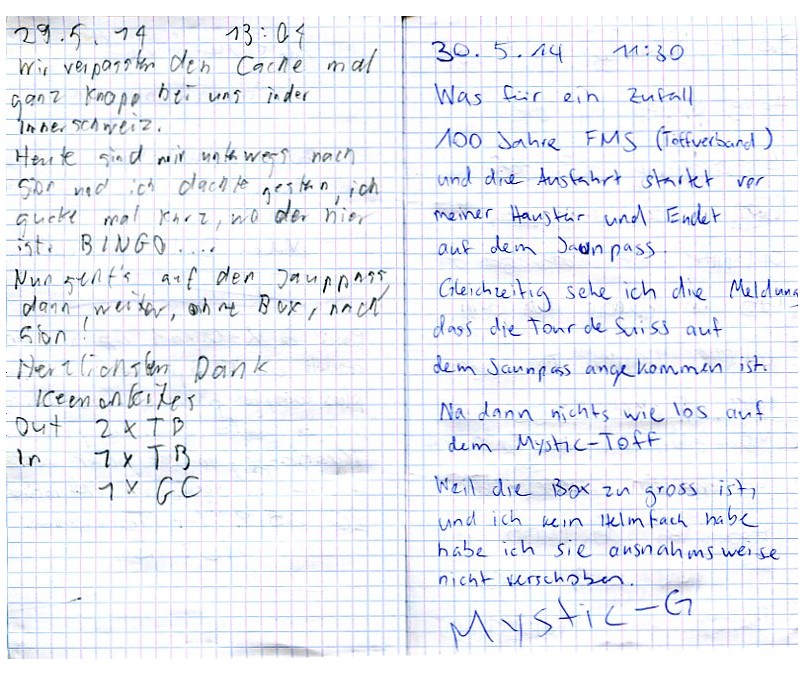 29.5.14 13:04
Wir verpassten den Cache mal
ganz knapp bei uns in der
Innerschweiz.
Heute sind wir unterwegs nach
Sion und ich dachte gestern, ich
gucke mal kurz, wo der hier
ist. BINGO....
Nun geht's auf den Jaunpass,
dann, weiter, ohne Box, nach
Sion!
Herzlichsten Dank
Out 2 x TB
In 1 x TB
1 x GC
30.5.14 11:30
Was für ein Zufall
100 Jahre FMS (Töffverband)
und die Ausfahrt startet vor
meiner Haustür und Endet
auf dem Jaunpass.
Gleichzeitig sehe ich die Meldung
dass die Tour de Suiss auf
dem Jaunpass angekommen ist.
Na dann nichts wie los auf
dem Mystic-Töff
Weil die Box zu gross ist,
und ich kein Helmfach habe
habe ich sie ausnahmsweise
nicht verschoben.
Mystic-G